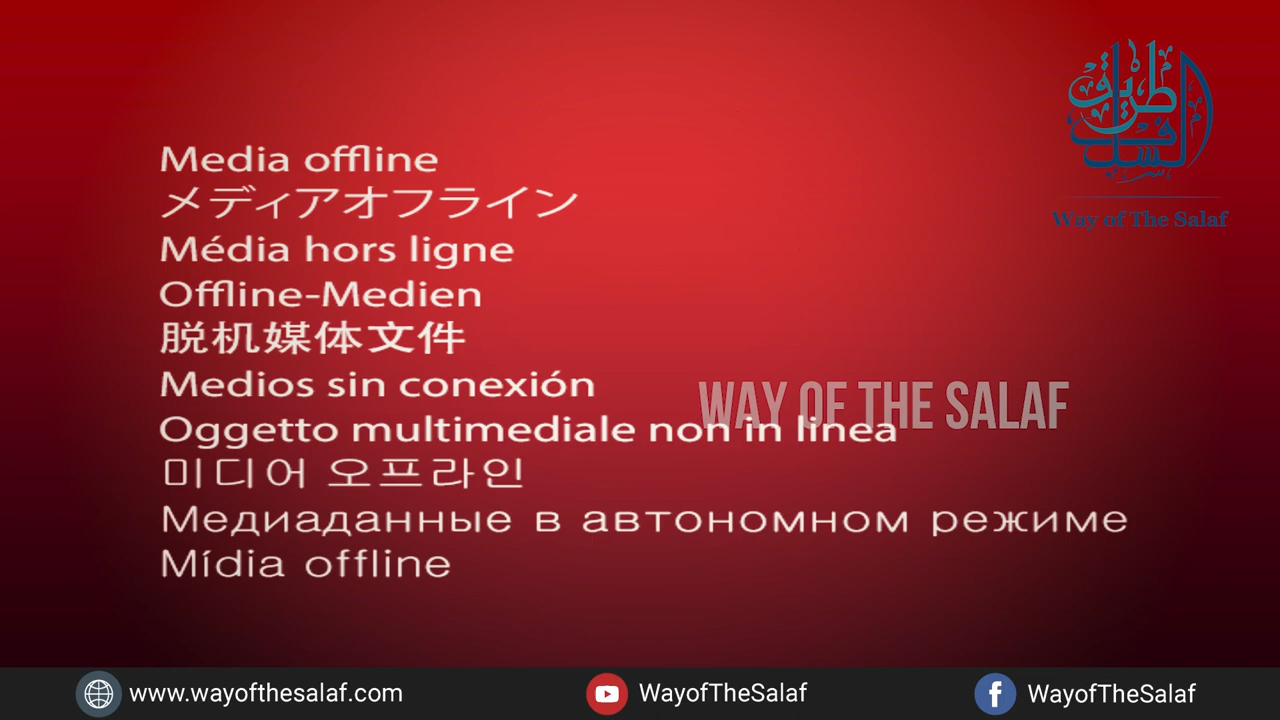 طريق السلف
Way of The Salaf
Media offline
メディアオフライン
Média hors ligne
Offline-Medien
脱机媒体文件
Medios sin conexión
WAY OF THE SALAF
Oggetto multimediale non in linea
미디어 오프라인
Медиаданные в автономном режиме
Mídia offline
www.wayofthesalaf.com
WayofTheSalaf
WayofTheSalaf